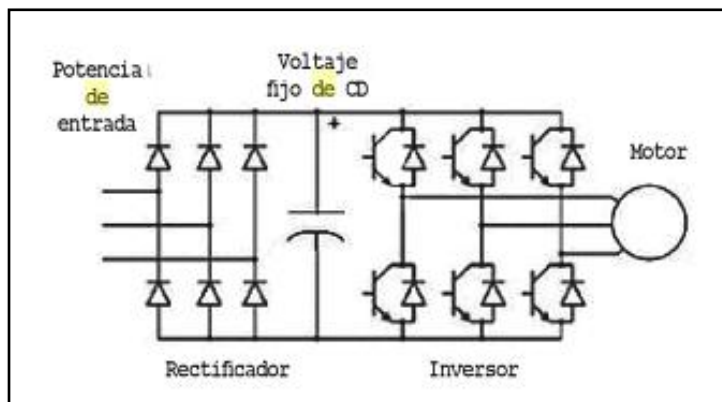 Potencia
de
entrada
Voltaje
fijo de CD
+
Motor
Rectificador
Inversor